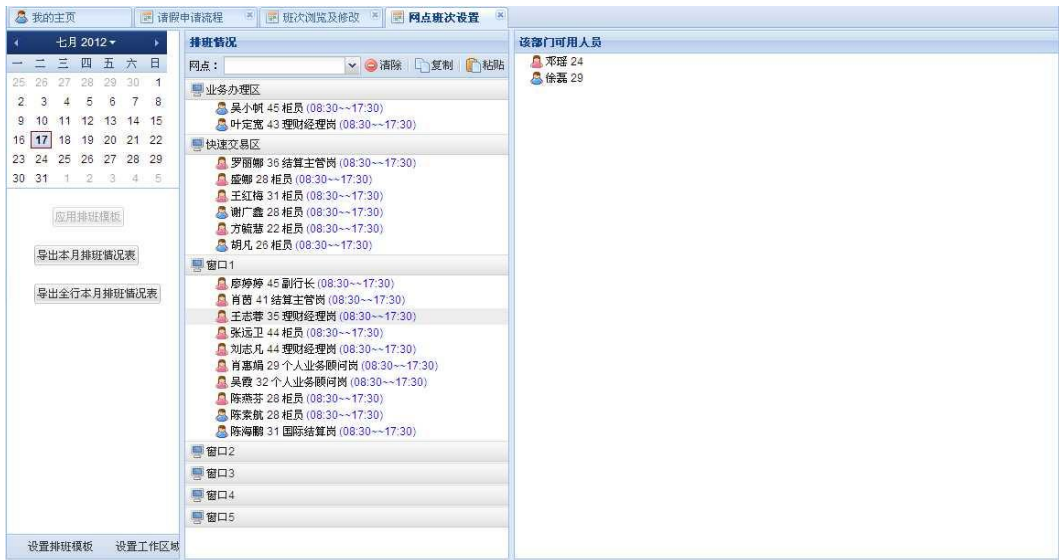 我的主页 请假申请流程 班次浏览及修改 网点班次设置
七月 2012
一 二 三 四 五 六 日
25 26 27 28 29 30 1
2 3 4 5 6 7 8
9 10 11 12 13 14 15
16 17 18 19 20 21 22
23 24 25 26 27 28 29
30 31 1 2 3 4 5
应用排班模板
导出本月排班情况表
导出全行本月排班情况表
设置排班模板 设置工作区域
排班情况
网点： 清除 复制 粘贴
业务办理区
吴小帆 45 柜员 (08:30~~17:30)
叶定宽 43 理财经理岗 (08:30~~17:30)
快速交易区
罗丽娜 36 结算主管岗 (08:30~~17:30)
盛娜 28 柜员 (08:30~~17:30)
王红梅 31 柜员 (08:30~~17:30)
谢广鑫 28 柜员 (08:30~~17:30)
方毓慧 22 柜员 (08:30~~17:30)
胡凡 26 柜员 (08:30~~17:30)
窗口1
廖婷婷 45 副行长 (08:30~~17:30)
肖茜 41 结算主管岗 (08:30~~17:30)
王志蓉 35 理财经理岗 (08:30~~17:30)
张远卫 44 柜员 (08:30~~17:30)
刘志凡 44 理财经理岗 (08:30~~17:30)
肖惠娟 29 个人业务顾问岗 (08:30~~17:30)
吴霞 32 个人业务顾问岗 (08:30~~17:30)
陈燕芬 28 柜员 (08:30~~17:30)
陈素航 28 柜员 (08:30~~17:30)
陈海鹏 31 国际结算岗 (08:30~~17:30)
窗口2
窗口3
窗口4
窗口5
该部门可用人员
邓瑶 24
徐磊 29